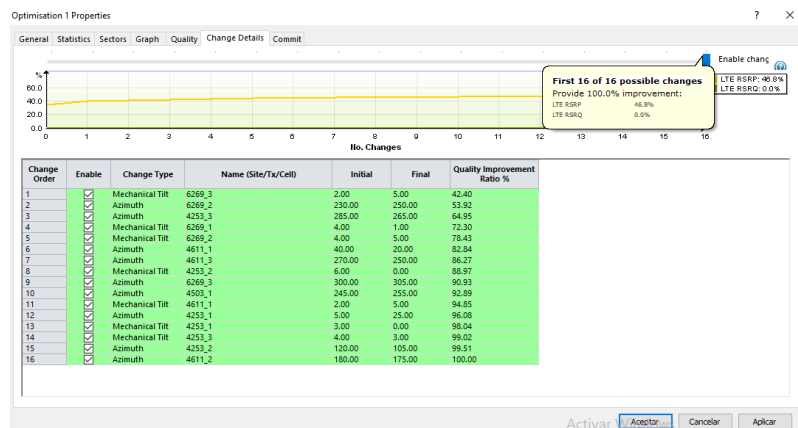 Optimisation 1 Properties ? ×
General Statistics Sectors Graph Quality Change Details Commit
Enable chang
%
60.0
40.0
20.0
0.0
0 1 2 3 4 5 6 7 8 9 10 11 12 13 14 15 16
No. Changes
First 16 of 16 possible changes
Provide 100.0% improvement:
LTE RSRP 46.8%
LTE RSRQ 0.0%
LTE RSRP: 46.8%
LTE RSRQ: 0.0%
Change Order Enable Change Type Name (Site/Tx/Cell) Initial Final Quality Improvement Ratio %
1 Mechanical Tilt 6269_3 2.00 5.00 42.40
2 Azimuth 6269_2 230.00 250.00 53.92
3 Azimuth 4253_3 285.00 265.00 64.95
4 Mechanical Tilt 6269_1 4.00 1.00 72.30
5 Mechanical Tilt 6269_2 4.00 5.00 78.43
6 Azimuth 4611_1 40.00 20.00 82.84
7 Azimuth 4611_3 270.00 250.00 86.27
8 Mechanical Tilt 4253_2 6.00 0.00 88.97
9 Azimuth 6269_3 300.00 305.00 90.93
10 Azimuth 4503_1 245.00 255.00 92.89
11 Mechanical Tilt 4611_1 2.00 5.00 94.85
12 Azimuth 4253_1 5.00 25.00 96.08
13 Mechanical Tilt 4253_1 3.00 0.00 98.04
14 Mechanical Tilt 4253_3 4.00 3.00 99.02
15 Azimuth 4253_2 120.00 105.00 99.51
16 Azimuth 4611_2 180.00 175.00 100.00
Activar
Aceptar Cancelar Aplicar